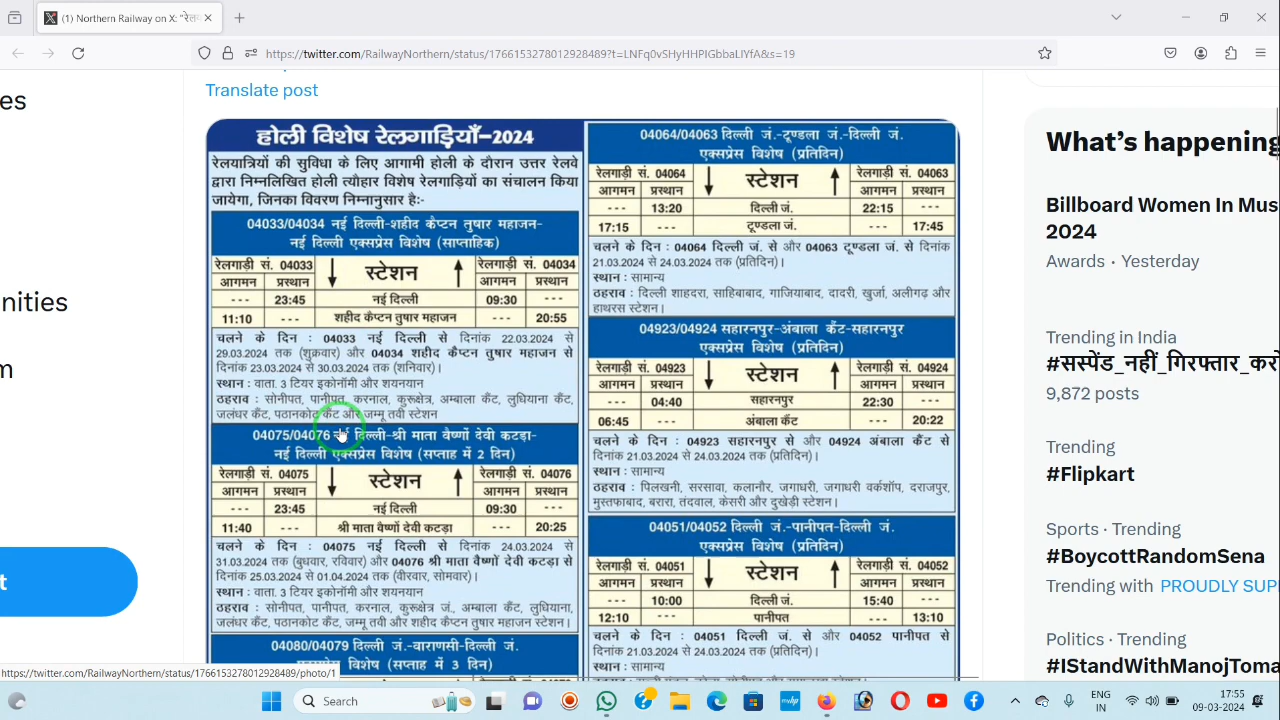 (1) Northern Railway on X: "रेलय
https://twitter.com/RailwayNorthern/status/1766153278012928489?t=LNFq0vSHyHHPIGbbaLIYfA&s=19
es
nities
m
t
Translate post
होली विशेष रेलगाड़ियाँ-2024
रेलयात्रियों की सुविधा के लिए आगामी होली के दौरान उत्तर रेलवे
द्वारा निम्नलिखित होली त्यौहार विशेष रेलगाड़ियों का संचालन किया
जायेगा, जिनका विवरण निम्नानुसार है:-
04033/04034 नई दिल्ली-शहीद कैप्टन तुषार महाजन-
नई दिल्ली एक्सप्रेस विशेष (साप्ताहिक)
रेलगाड़ी सं. 04033 स्टेशन रेलगाड़ी सं. 04034
आगमन प्रस्थान आगमन प्रस्थान
--- 23:45 नई दिल्ली 09:30 ---
11:10 --- शहीद कैप्टन तुषार महाजन --- 20:55
चलने के दिन : 04033 नई दिल्ली से दिनांक 22.03.2024 से
29.03.2024 तक (शुक्रवार) और 04034 शहीद कैप्टन तुषार महाजन से
दिनांक 23.03.2024 से 30.03.2024 तक (शनिवार)।
स्थान : वाता. 3 टियर इकोनॉमी और शयनयान
ठहराव : सोनीपत, पानीपत, करनाल, कुरूक्षेत्र, अम्बाला कैंट, लुधियाना कैंट,
जलंधर कैंट, पठानकोट कैंट और जम्मू तवी स्टेशन
04075/04076 नई दिल्ली-श्री माता वैष्णों देवी कटड़ा-
नई दिल्ली एक्सप्रेस विशेष (सप्ताह में 2 दिन)
रेलगाड़ी सं. 04075 स्टेशन रेलगाड़ी सं. 04076
आगमन प्रस्थान आगमन प्रस्थान
--- 23:45 नई दिल्ली 09:30 ---
11:40 --- श्री माता वैष्णों देवी कटड़ा --- 20:25
चलने के दिन : 04075 नई दिल्ली से दिनांक 24.03.2024 से
31.03.2024 तक (बुधवार, रविवार) और 04076 श्री माता वैष्णों देवी कटड़ा से
दिनांक 25.03.2024 से 01.04.2024 तक (वीरवार, सोमवार)।
स्थान : वाता. 3 टियर इकोनॉमी और शयनयान
ठहराव : सोनीपत, पानीपत, करनाल, कुरूक्षेत्र जं., अम्बाला कैंट, लुधियाना,
जलंधर कैंट, पठानकोट कैंट, जम्मू तवी और शहीद कैप्टन तुषार महाजन स्टेशन।
04080/04079 दिल्ली जं.-वाराणसी-दिल्ली जं.
विशेष (सप्ताह में 3 दिन)
04064/04063 दिल्ली जं.-टूण्डला जं.-दिल्ली जं.
एक्सप्रेस विशेष (प्रतिदिन)
रेलगाड़ी सं. 04064 स्टेशन रेलगाड़ी सं. 04063
आगमन प्रस्थान आगमन प्रस्थान
--- 13:20 दिल्ली जं. 22:15 ---
17:15 --- टूण्डला जं. --- 17:45
चलने के दिन : 04064 दिल्ली जं. से और 04063 टूण्डला जं. से दिनांक
21.03.2024 से 24.03.2024 तक (प्रतिदिन)।
स्थान : सामान्य
ठहराव : दिल्ली शाहदरा, साहिबाबाद, गाजियाबाद, दादरी, खुर्जा, अलीगढ़ और
हाथरस स्टेशन।
04923/04924 सहारनपुर-अंबाला कैंट-सहारनपुर
एक्सप्रेस विशेष (प्रतिदिन)
रेलगाड़ी सं. 04923 स्टेशन रेलगाड़ी सं. 04924
आगमन प्रस्थान आगमन प्रस्थान
--- 04:40 सहारनपुर 22:30 ---
06:45 --- अंबाला कैंट --- 20:22
चलने के दिन : 04923 सहारनपुर से और 04924 अंबाला कैंट से
दिनांक 21.03.2024 से 24.03.2024 तक (प्रतिदिन)।
स्थान : सामान्य
ठहराव : पिलखनी, सरसावा, कलानौर, जगाधरी, जगाधरी वर्कशॉप, दराजपुर,
मुस्तफाबाद, बरारा, तंदवाल, केसरी और दुखेड़ी स्टेशन।
04051/04052 दिल्ली जं.-पानीपत-दिल्ली जं.
एक्सप्रेस विशेष (प्रतिदिन)
रेलगाड़ी सं. 04051 स्टेशन रेलगाड़ी सं. 04052
आगमन प्रस्थान आगमन प्रस्थान
--- 10:00 दिल्ली जं. 15:40 ---
12:10 --- पानीपत --- 13:10
चलने के दिन : 04051 दिल्ली जं. से और 04052 पानीपत से
दिनांक 21.03.2024 से 24.03.2024 तक (प्रतिदिन)।
स्थान : सामान्य
What's happening
Billboard Women In Mus
2024
Awards · Yesterday
Trending in India
#सस्पेंड_नहीं_गिरफ्तार_करो
9,872 posts
Trending
#Flipkart
Sports · Trending
#BoycottRandomSena
Trending with PROUDLY SUP
Politics · Trending
#IStandWithManojToma
https://twitter.com/RailwayNorthern/status/1766153278012928489/photo/1
Search
ENG
IN
17:55
09-03-2024